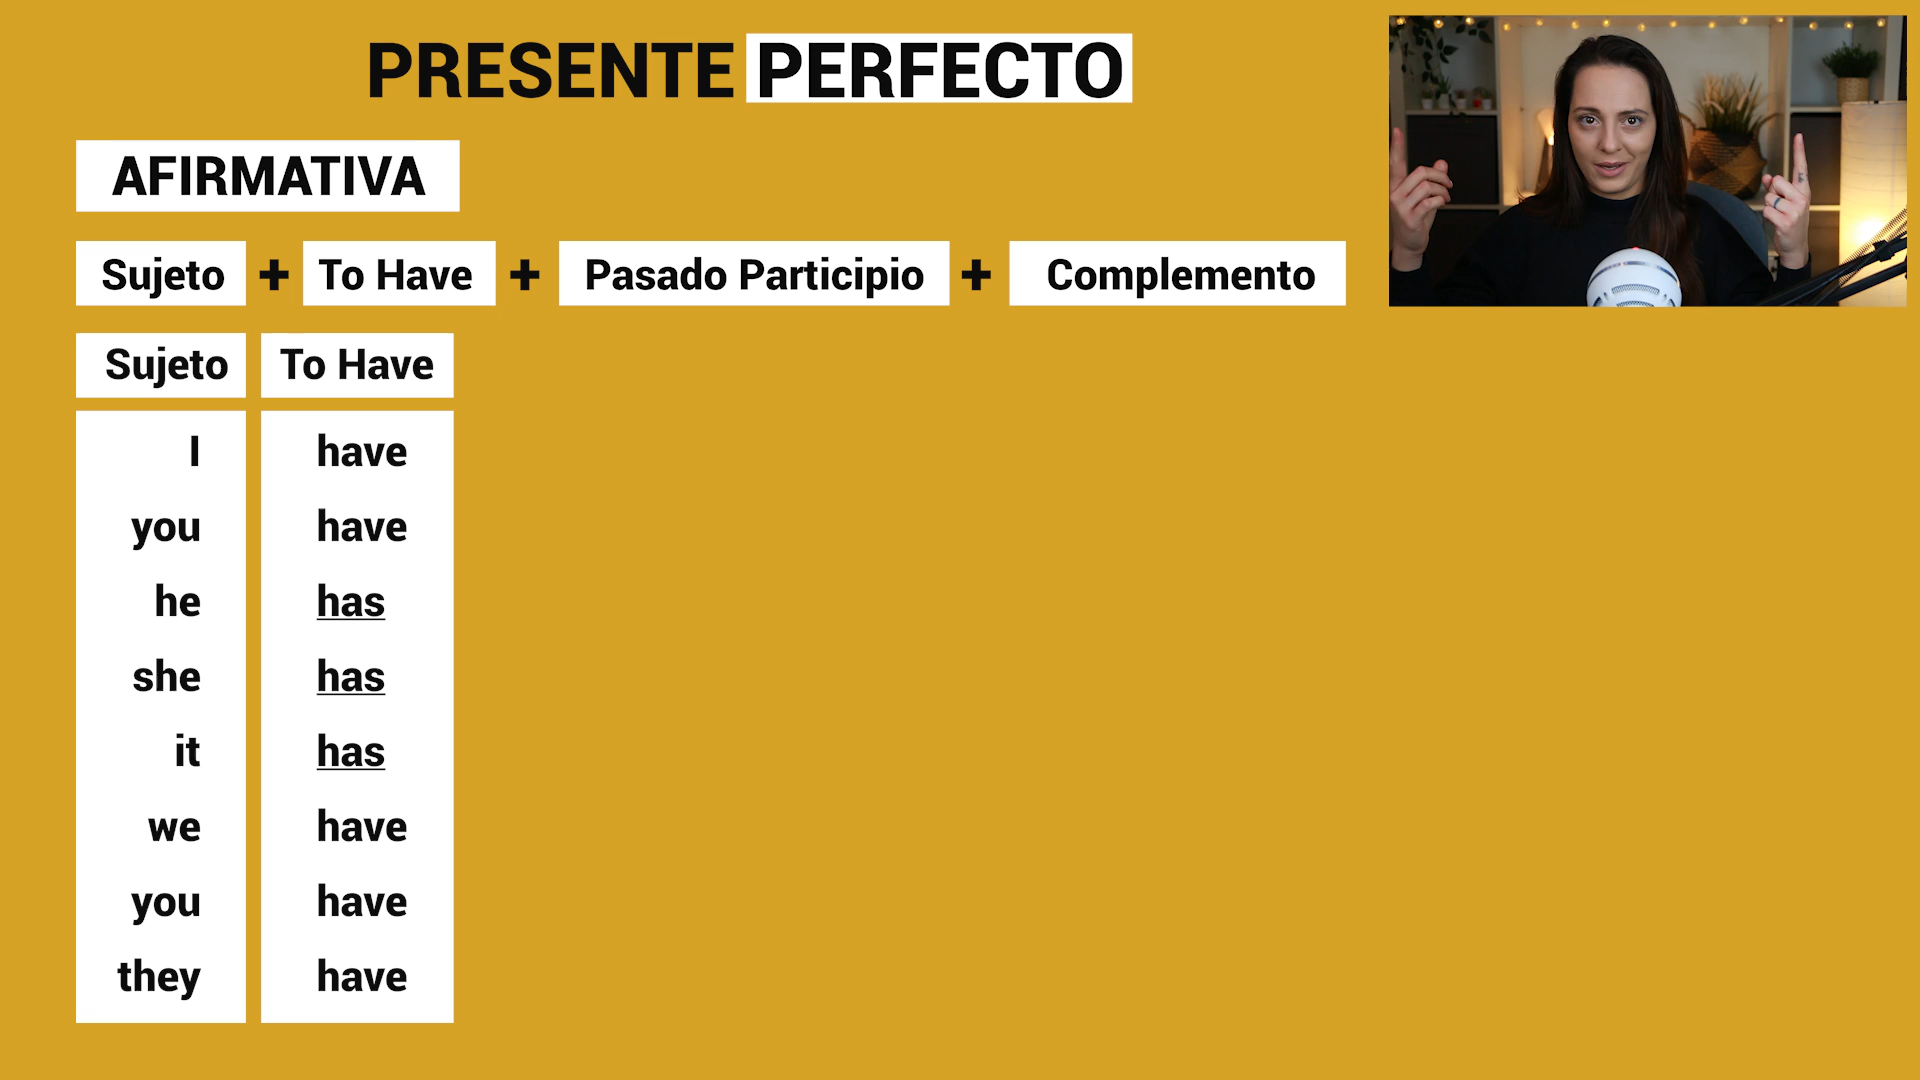 PRESENTE PERFECTO
AFIRMATIVA
Sujeto + To Have + Pasado Participio + Complemento
Sujeto To Have
I have
you have
he has
she has
it has
we have
you have
they have